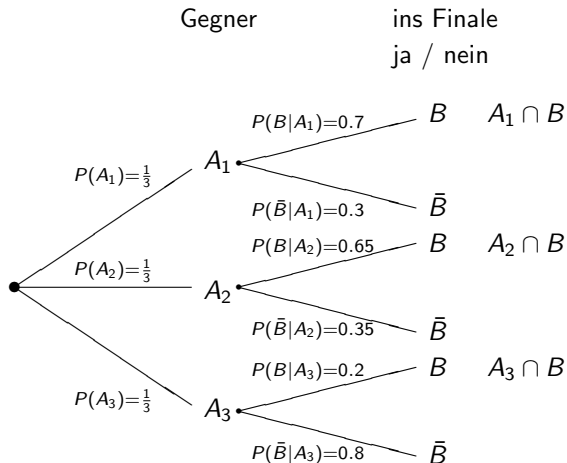 Gegner ins Finale
ja / nein
P(B|A₁)=0.7 B A₁ ∩ B
P(A₁)=1/3 A₁
P(B̄|A₁)=0.3 B̄
P(B|A₂)=0.65 B A₂ ∩ B
P(A₂)=1/3 A₂
P(B̄|A₂)=0.35 B̄
P(B|A₃)=0.2 B A₃ ∩ B
P(A₃)=1/3 A₃
P(B̄|A₃)=0.8 B̄